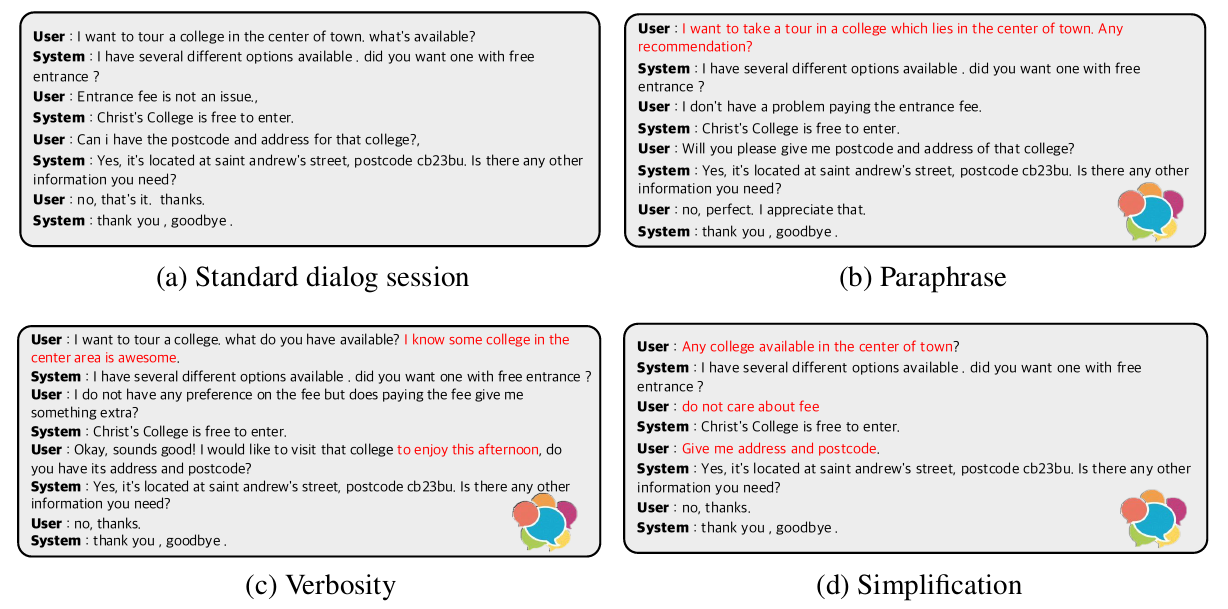 User : I want to tour a college in the center of town. what's available?
System : I have several different options available . did you want one with free
entrance ?
User : Entrance fee is not an issue.,
System : Christ's College is free to enter.
User : Can i have the postcode and address for that college?,
System : Yes, it's located at saint andrew's street, postcode cb23bu. Is there any other
information you need?
User : no, that's it.  thanks.
System : thank you , goodbye .
(a) Standard dialog session
User : I want to take a tour in a college which lies in the center of town. Any
recommendation?
System : I have several different options available . did you want one with free
entrance ?
User : I don't have a problem paying the entrance fee.
System : Christ's College is free to enter.
User : Will you please give me postcode and address of that college?
System : Yes, it's located at saint andrew's street, postcode cb23bu. Is there any other
information you need?
User : no, perfect. I appreciate that.
System : thank you , goodbye .
(b) Paraphrase
User : I want to tour a college. what do you have available? I know some college in the
center area is awesome.
System : I have several different options available . did you want one with free entrance ?
User : I do not have any preference on the fee but does paying the fee give me
something extra?
System : Christ's College is free to enter.
User : Okay, sounds good! I would like to visit that college to enjoy this afternoon, do
you have its address and postcode?
System : Yes, it's located at saint andrew's street, postcode cb23bu. Is there any other
information you need?
User : no, thanks.
System : thank you , goodbye .
(c) Verbosity
User : Any college available in the center of town?
System : I have several different options available . did you want one with free
entrance ?
User : do not care about fee
System : Christ's College is free to enter.
User : Give me address and postcode.
System : Yes, it's located at saint andrew's street, postcode cb23bu. Is there any other
information you need?
User : no, thanks.
System : thank you , goodbye .
(d) Simplification